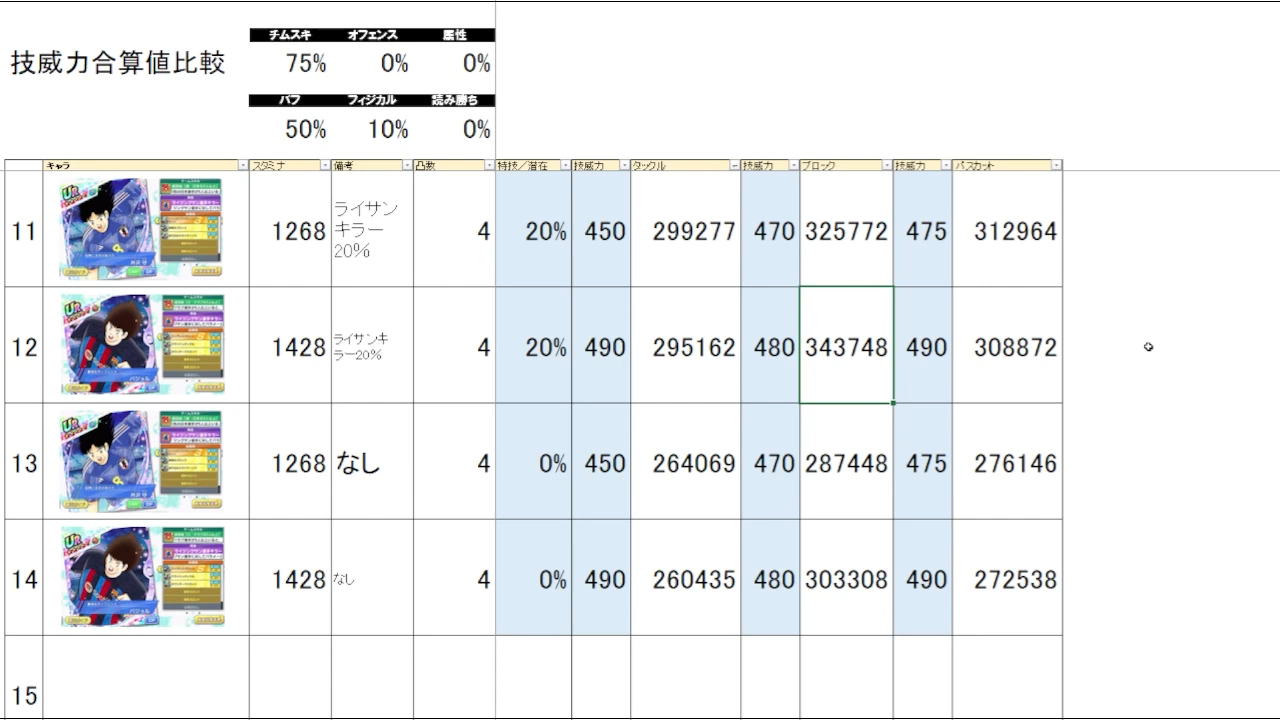 チムスキ オフェンス 属性
技威力合算値比較 75% 0% 0%
バフ フィジカル 読み勝ち
50% 10% 0%
キャラ スタミナ 備考 凸数 特技/潜在 技威力 タックル 技威力 ブロック 技威力 パスカット
11 1268 ライサン
キラー
20% 4 20% 450 299277 470 325772 475 312964
12 1428 ライサンキ
ラー20% 4 20% 490 295162 480 343748 490 308872
13 1268 なし 4 0% 450 264069 470 287448 475 276146
14 1428 なし 4 0% 490 260435 480 303308 490 272538
15